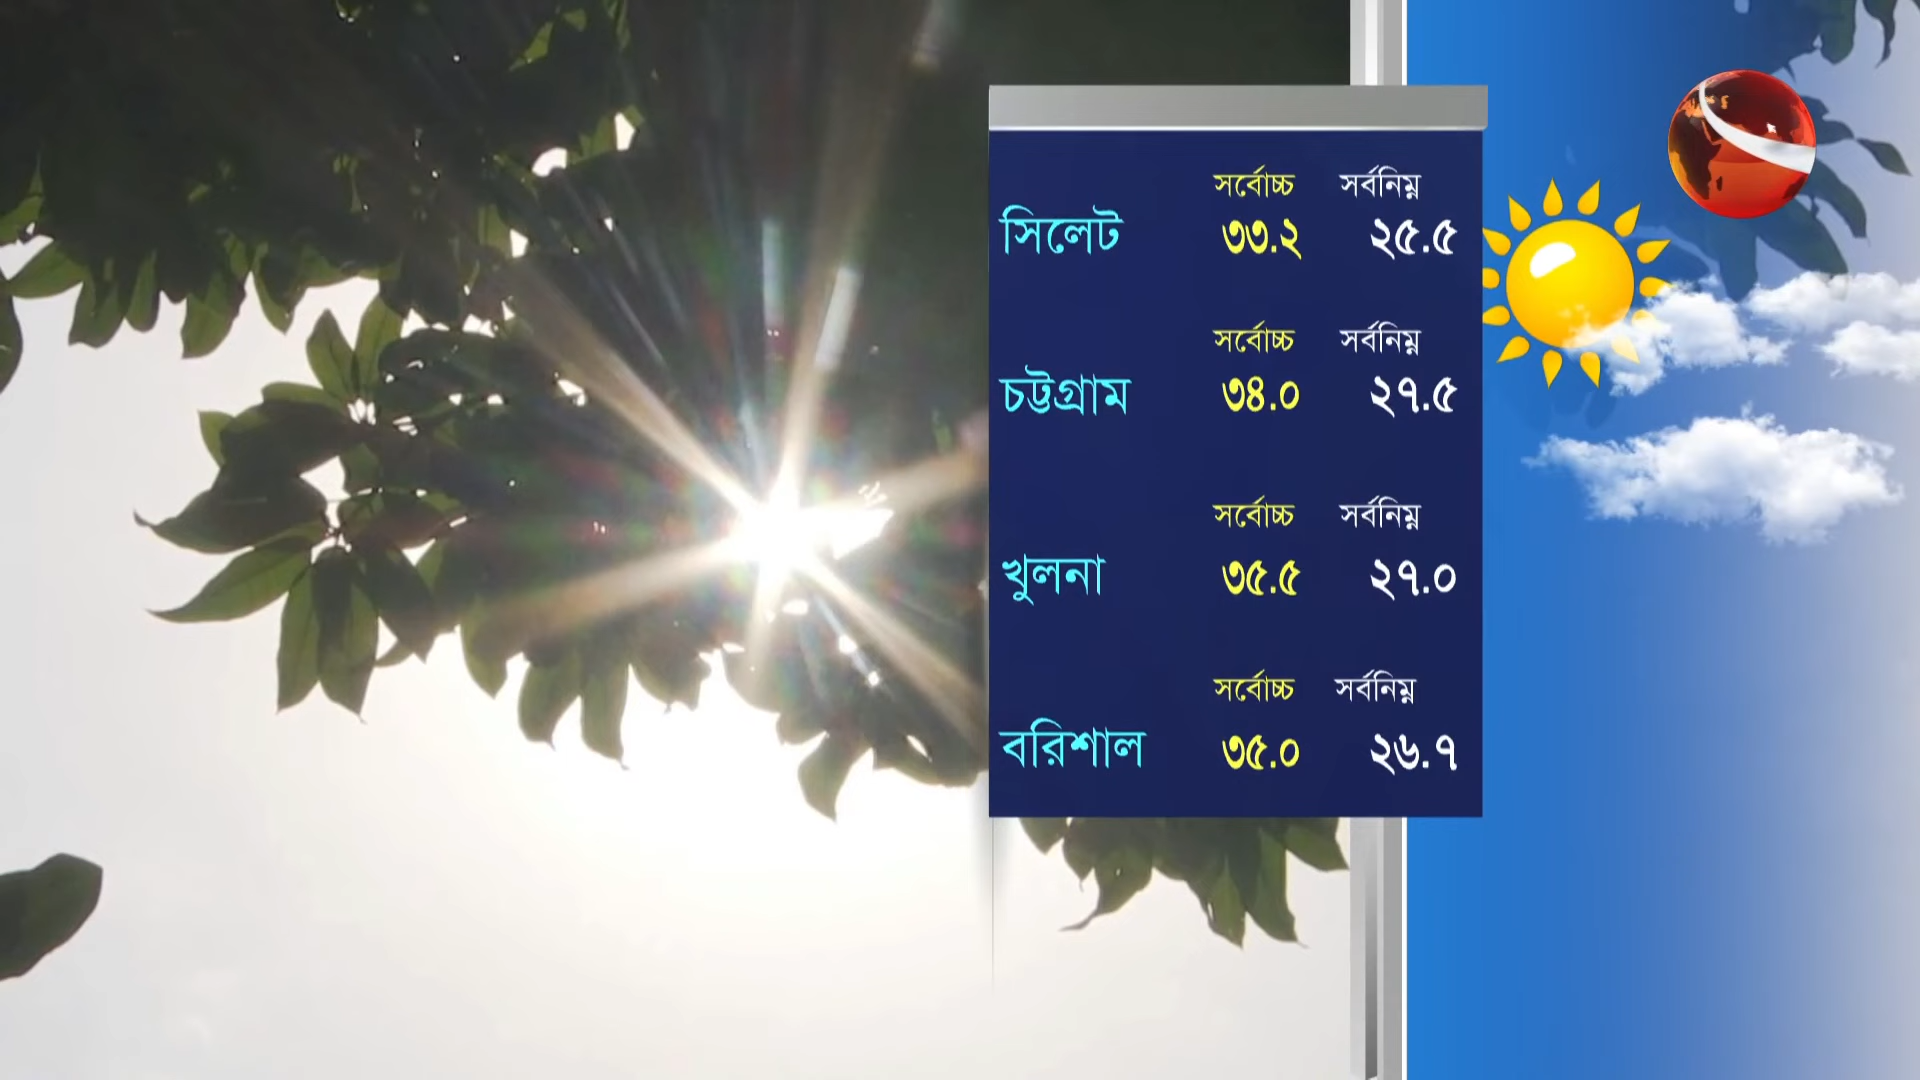 সর্বোচ্চ সর্বনিম্ন
সিলেট ৩৩.২ ২৫.৫
সর্বোচ্চ সর্বনিম্ন
চট্টগ্রাম ৩৪.০ ২৭.৫
সর্বোচ্চ সর্বনিম্ন
খুলনা ৩৫.৫ ২৭.০
সর্বোচ্চ সর্বনিম্ন
বরিশাল ৩৫.০ ২৬.৭